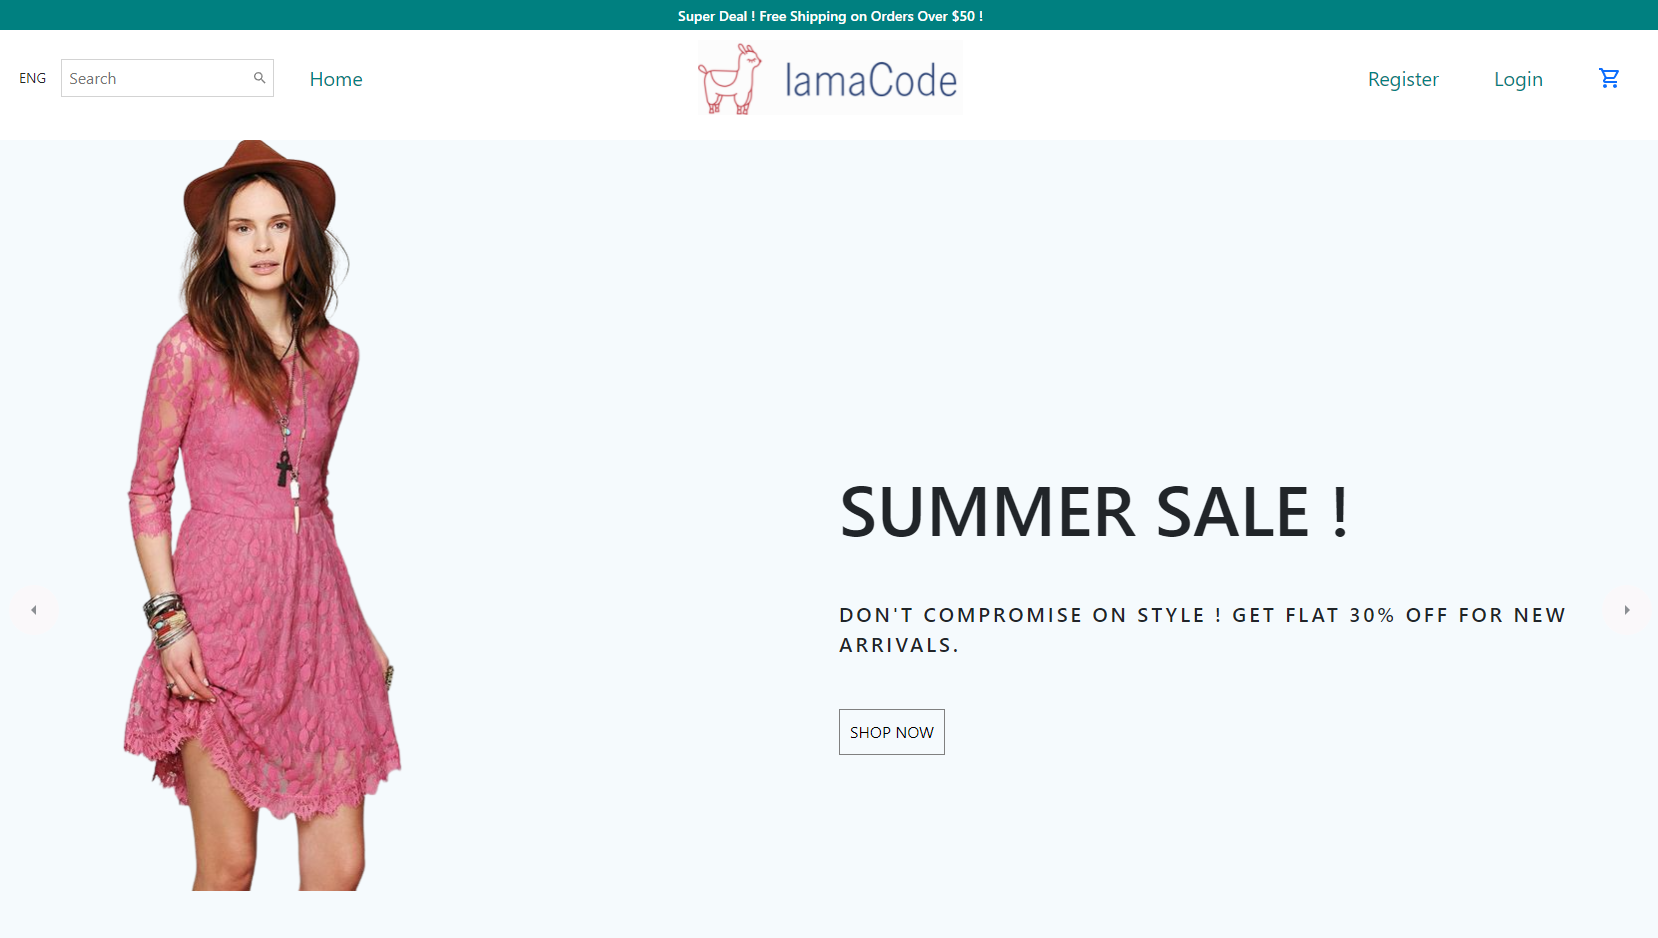 Super Deal ! Free Shipping on Orders Over $50 !
ENG
Search
Home
lamaCode
Register
Login
SUMMER SALE !
DON'T COMPROMISE ON STYLE ! GET FLAT 30% OFF FOR NEW
ARRIVALS.
SHOP NOW